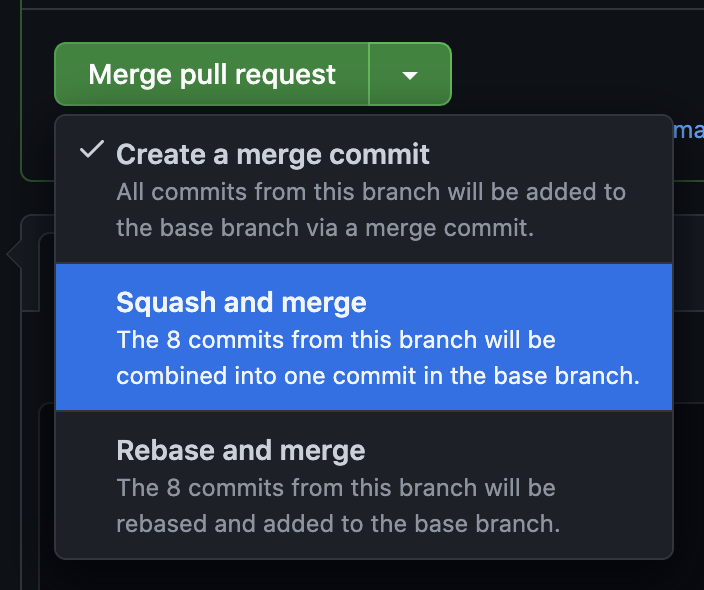 Merge pull request
ma
Create a merge commit
All commits from this branch will be added to
the base branch via a merge commit.
Squash and merge
The 8 commits from this branch will be
combined into one commit in the base branch.
Rebase and merge
The 8 commits from this branch will be
rebased and added to the base branch.